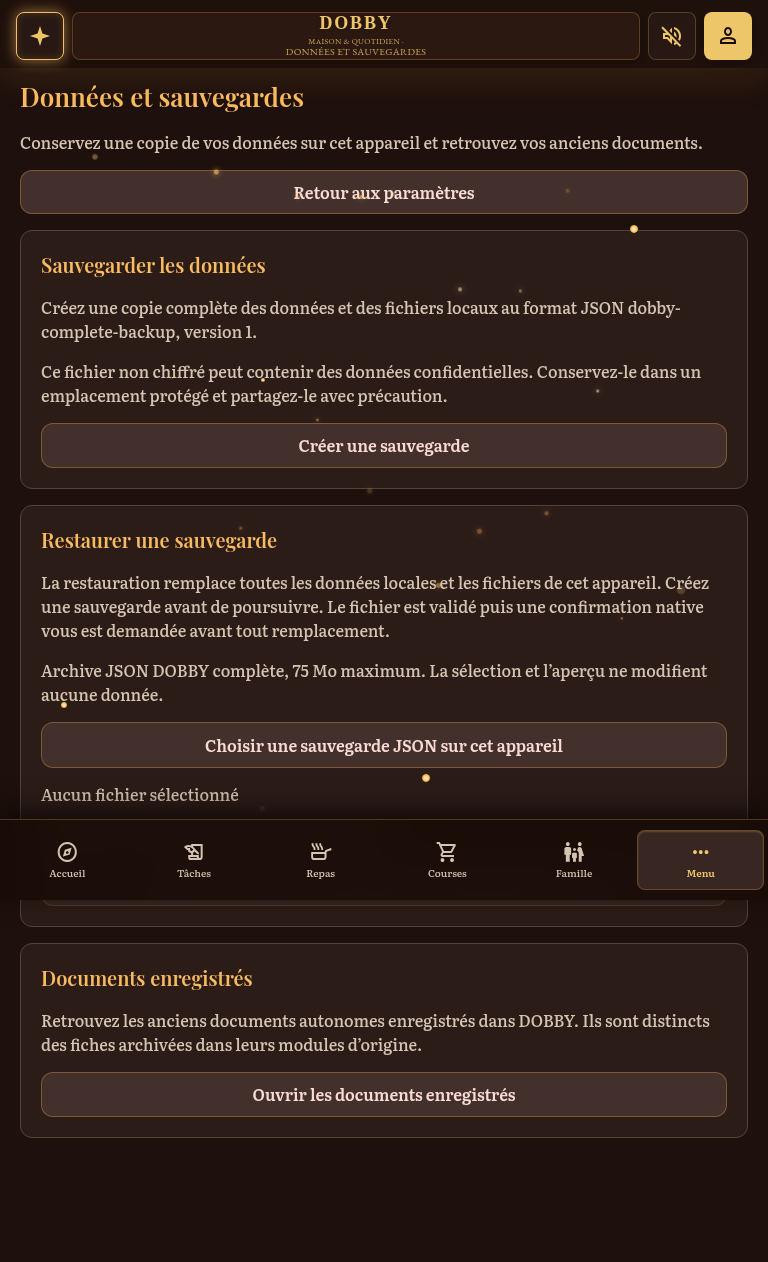 DOBBY
MAISON & QUOTIDIEN ·
DONNÉES ET SAUVEGARDES
Données et sauvegardes
Conservez une copie de vos données sur cet appareil et retrouvez vos anciens documents.
Retour aux paramètres
Sauvegarder les données
Créez une copie complète des données et des fichiers locaux au format JSON dobby-
complete-backup, version 1.
Ce fichier non chiffré peut contenir des données confidentielles. Conservez-le dans un
emplacement protégé et partagez-le avec précaution.
Créer une sauvegarde
Restaurer une sauvegarde
La restauration remplace toutes les données locales et les fichiers de cet appareil. Créez
une sauvegarde avant de poursuivre. Le fichier est validé puis une confirmation native
vous est demandée avant tout remplacement.
Archive JSON DOBBY complète, 75 Mo maximum. La sélection et l’aperçu ne modifient
aucune donnée.
Choisir une sauvegarde JSON sur cet appareil
Aucun fichier sélectionné
Accueil
Tâches
Repas
Courses
Famille
Menu
Documents enregistrés
Retrouvez les anciens documents autonomes enregistrés dans DOBBY. Ils sont distincts
des fiches archivées dans leurs modules d’origine.
Ouvrir les documents enregistrés